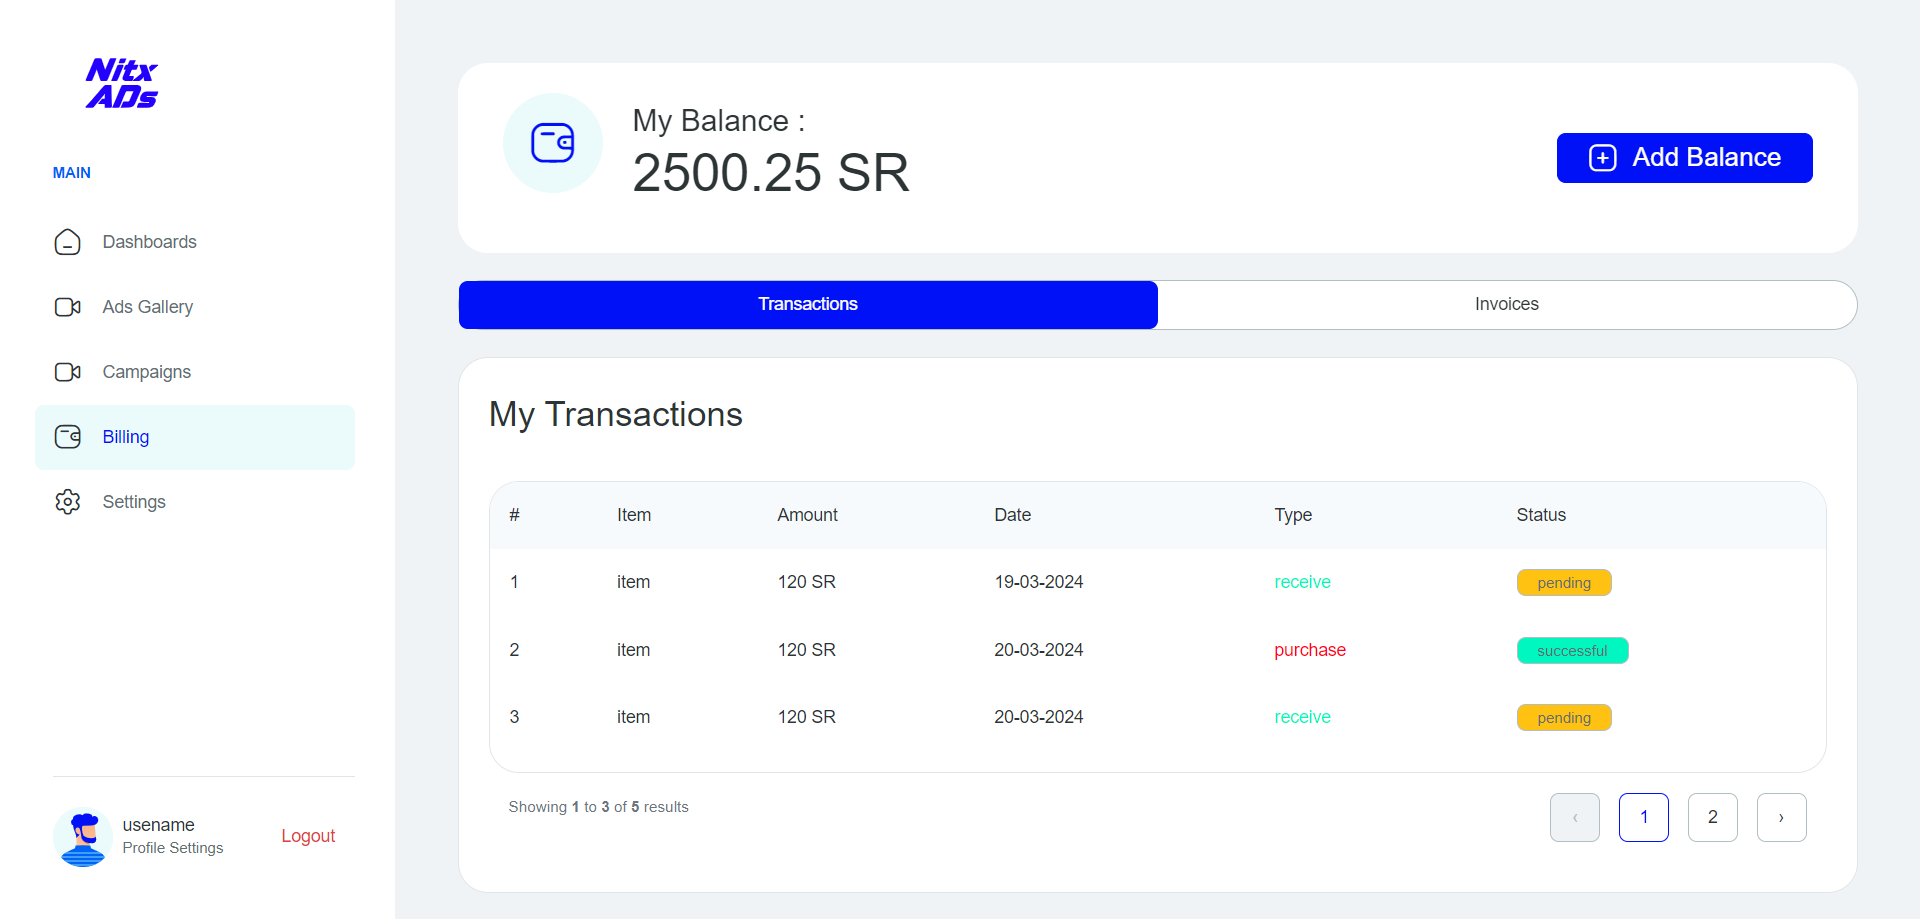 Nitx
ADs
MAIN
Dashboards
Ads Gallery
Campaigns
Billing
Settings
usename
Profile Settings
Logout
My Balance :
2500.25 SR
Add Balance
Transactions
Invoices
My Transactions
# Item Amount Date Type Status
1 item 120 SR 19-03-2024 receive pending
2 item 120 SR 20-03-2024 purchase successful
3 item 120 SR 20-03-2024 receive pending
Showing 1 to 3 of 5 results
‹ 1 2 ›